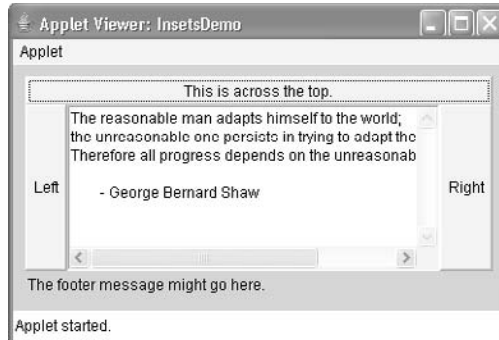 Applet Viewer: InsetsDemo
Applet
This is across the top.
The reasonable man adapts himself to the world;
the unreasonable one persists in trying to adapt the
Therefore all progress depends on the unreasonab
Left
- George Bernard Shaw
Right
The footer message might go here.
Applet started.